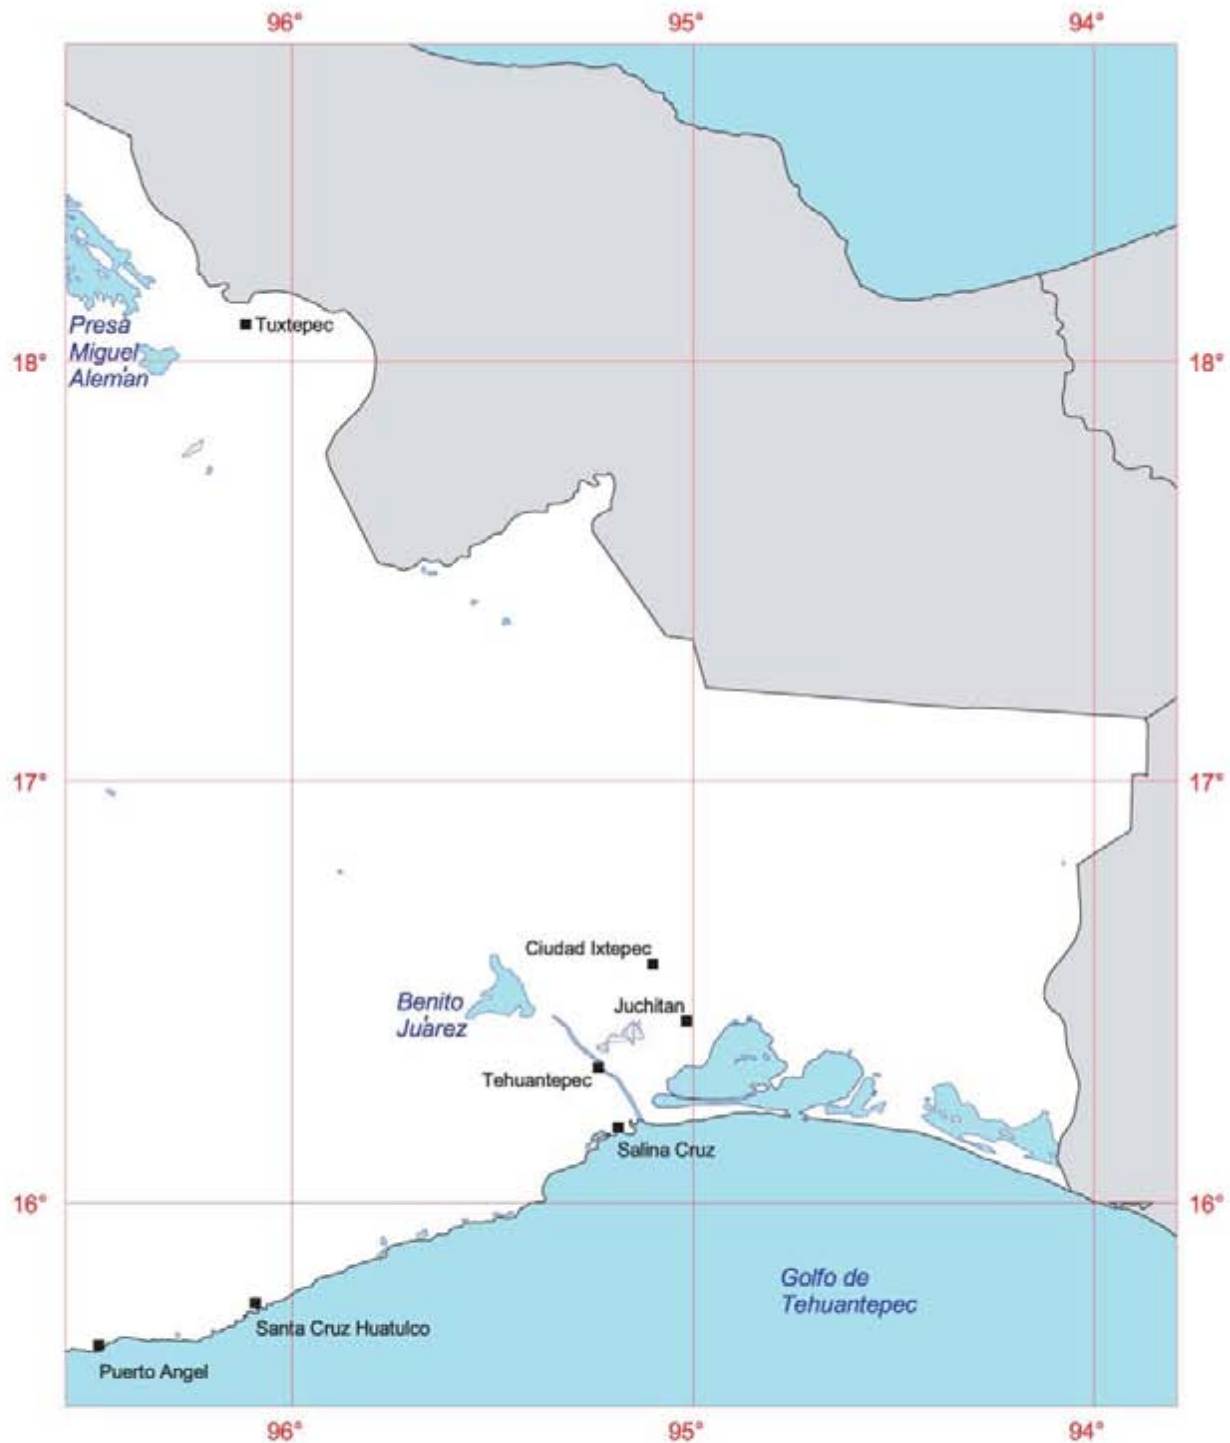 96°
95°
94°
Tuxtepec
Presa
Miguel
Alemán
18°
18°
17°
17°
Ciudad Ixtepec
Benito
Juárez
Juchitan
Tehuantepec
Salina Cruz
16°
16°
Golfo de
Tehuantepec
Santa Cruz Huatulco
Puerto Angel
96°
95°
94°